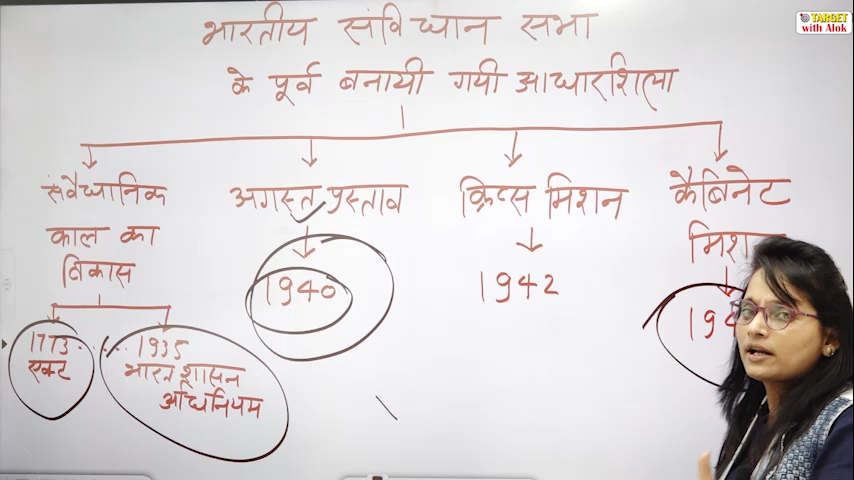 TARGET
with Alok
भारतीय संविधान सभा
के पूर्व बनायी गयी आधारशिला
संवैधानिक
काल का
विकास
अगस्त प्रस्ताव
क्रिप्स मिशन
कैबिनेट
1940
1942
1773
एक्ट
1935
भारत शासन
अधिनियम